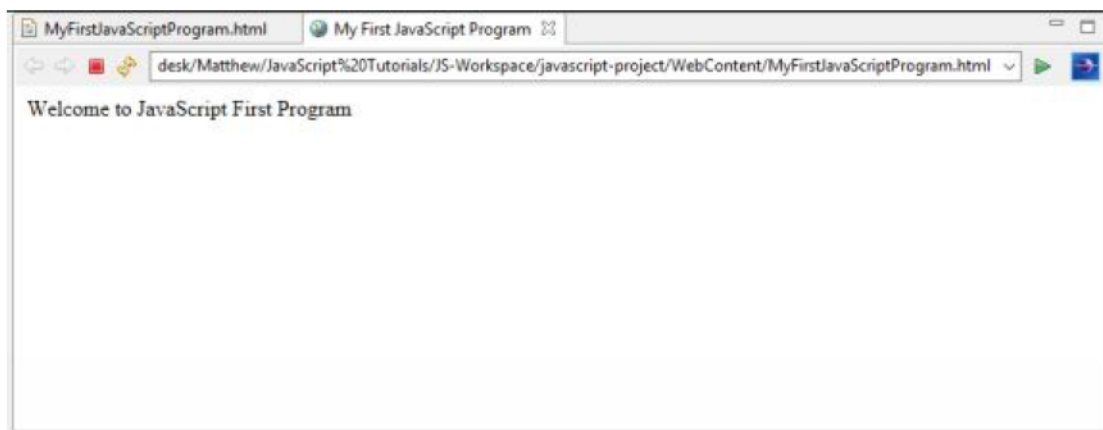 MyFirstJavaScriptProgram.html
My First JavaScript Program
desk/Matthew/JavaScript%20Tutorials/JS-Workspace/javascript-project/WebContent/MyFirstJavaScriptProgram.html
Welcome to JavaScript First Program